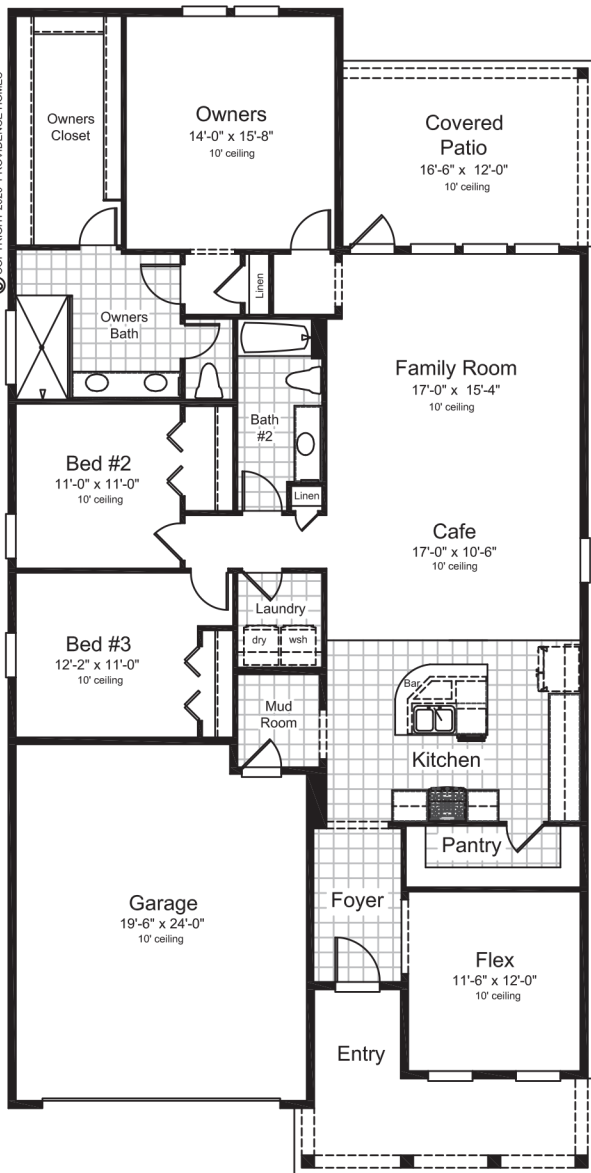 Owners
Closet
Owners
14'-0" x 15'-8"
10' ceiling
Covered
Patio
16'-6" x 12'-0"
10' ceiling
Linen
Owners
Bath
Family Room
17'-0" x 15'-4"
10' ceiling
Bath
#2
Bed #2
11'-0" x 11'-0"
10' ceiling
Linen
Cafe
17'-0" x 10'-6"
10' ceiling
Laundry
dry
wsh
Bed #3
12'-2" x 11'-0"
10' ceiling
Bar
Mud
Room
Kitchen
Pantry
Foyer
Garage
19'-6" x 24'-0"
10' ceiling
Flex
11'-6" x 12'-0"
10' ceiling
Entry